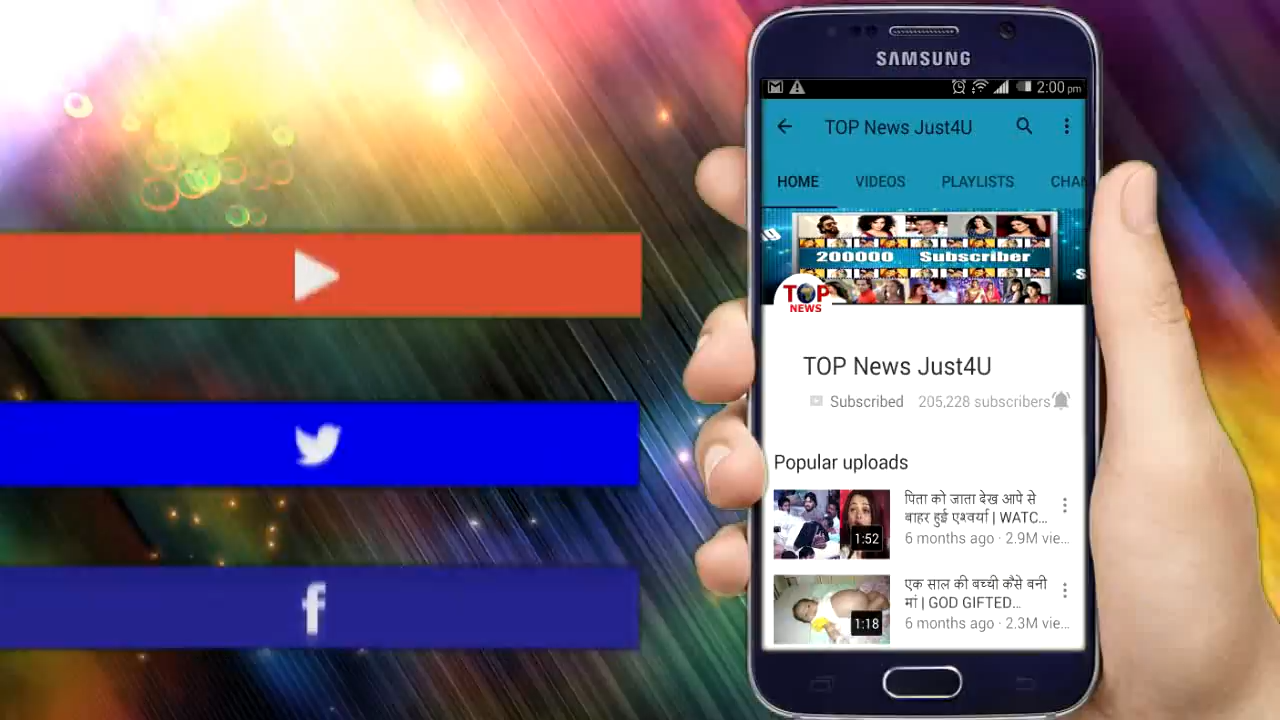 SAMSUNG
2:00 pm
TOP News Just4U
HOME VIDEOS PLAYLISTS CHAN
200000 Subscriber
TOP
NEWS
TOP News Just4U
Subscribed 205,228 subscribers
Popular uploads
पिता को जाता देख आपे से
बाहर हुई एश्वर्या | WATC...
6 months ago · 2.9M vie...
1:52
एक साल की बच्ची कैसे बनी
मां | GOD GIFTED...
6 months ago · 2.3M vie...
1:18